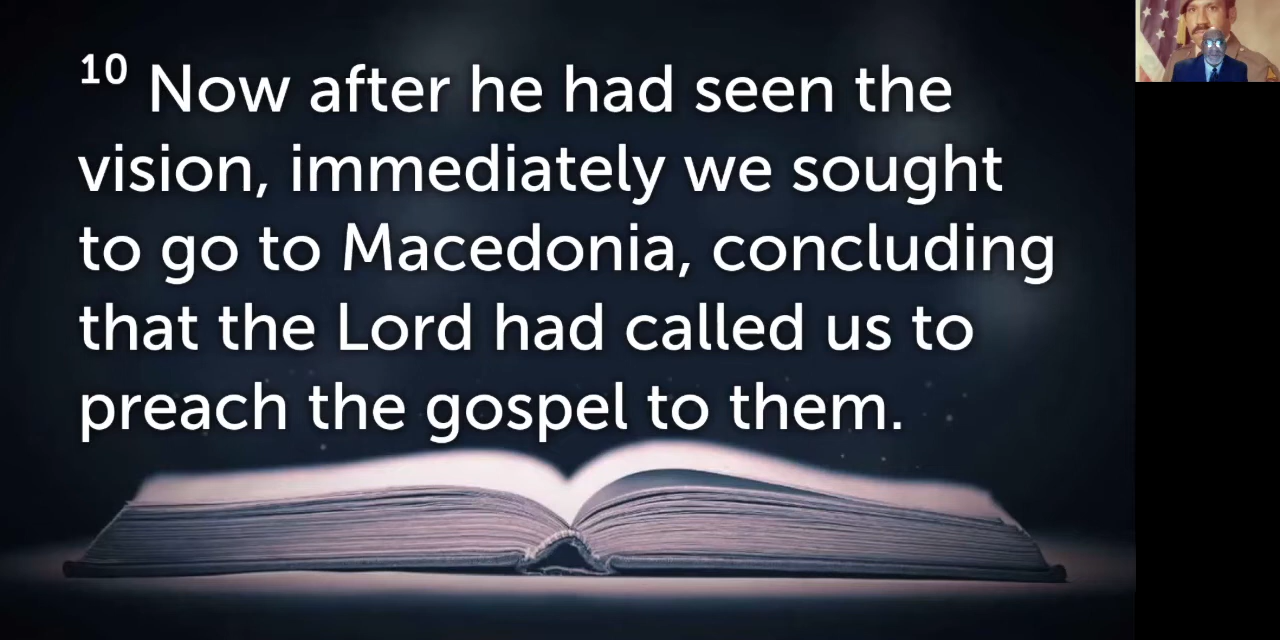 10 Now after he had seen the
vision, immediately we sought
to go to Macedonia, concluding
that the Lord had called us to
preach the gospel to them.